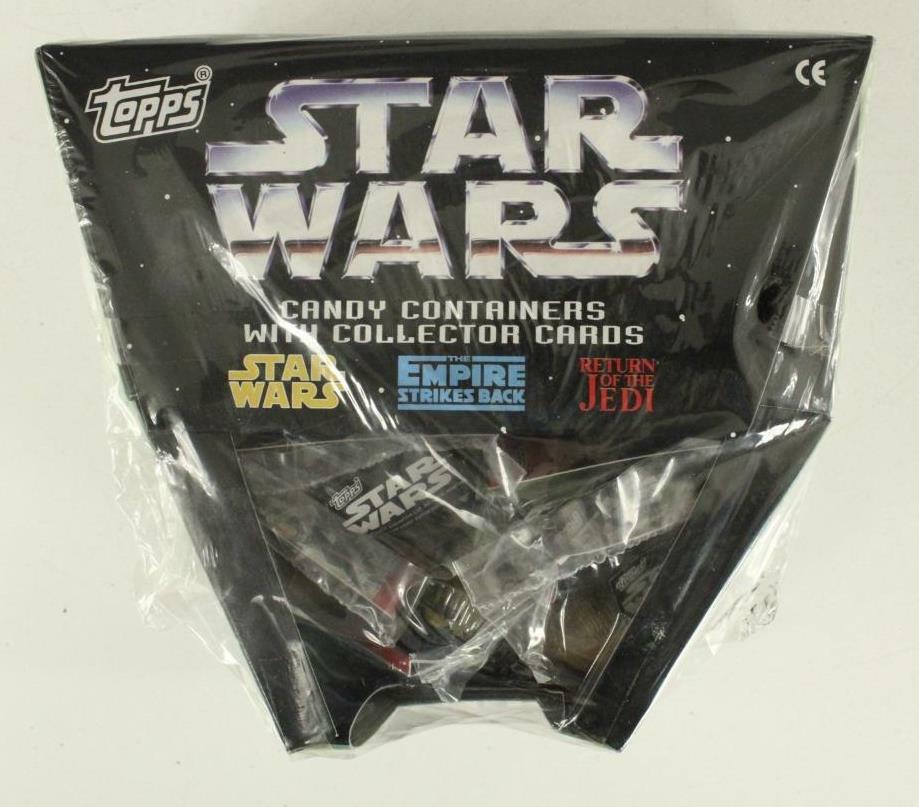 topps®
CE
STAR
WARS
CANDY CONTAINERS
WITH COLLECTOR CARDS
STAR
WARS
THE
EMPIRE
STRIKES BACK
RETURN
OF THE
JEDI
topps
STAR
WARS